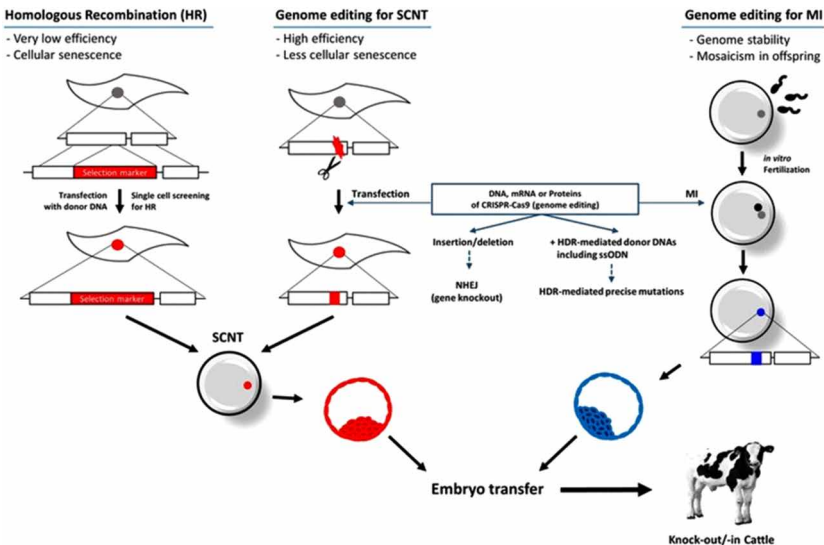 Homologous Recombination (HR)
- Very low efficiency
- Cellular senescence
Genome editing for SCNT
- High efficiency
- Less cellular senescence
Genome editing for MI
- Genome stability
- Mosaicism in offspring
Selection marker
Transfection
with donor DNA
Single cell screening
for HR
Selection marker
Transfection
DNA, mRNA or Proteins
of CRISPR-Cas9 (genome editing)
MI
in vitro
Fertilization
Insertion/deletion
+ HDR-mediated donor DNAs
including ssODN
NHEJ
(gene knockout)
HDR-mediated precise mutations
SCNT
Embryo transfer
Knock-out/-in Cattle